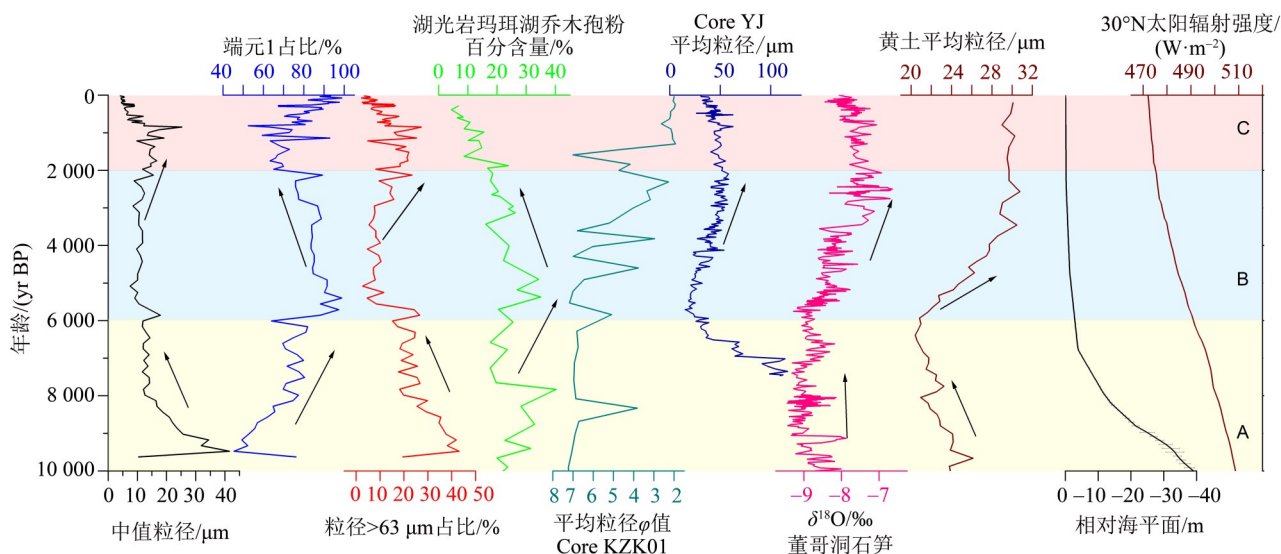 端元1占比/%
40 60 80 100
湖光岩玛珥湖乔木孢粉
百分含量/%
0 10 20 30 40
Core YJ
平均粒径/μm
0 50 100
黄土平均粒径/μm
20 24 28 32
30°N太阳辐射强度/
(W·m⁻²)
470 490 510
年龄/(yr BP)
0
2 000
4 000
6 000
8 000
10 000
C
B
A
0 10 20 30 40
中值粒径/μm
0 10 20 30 40 50
粒径>63 μm占比/%
8 7 6 5 4 3 2
平均粒径φ值
Core KZK01
−9 −8 −7
δ¹⁸O/‰
董哥洞石笋
0 −10 −20 −30 −40
相对海平面/m